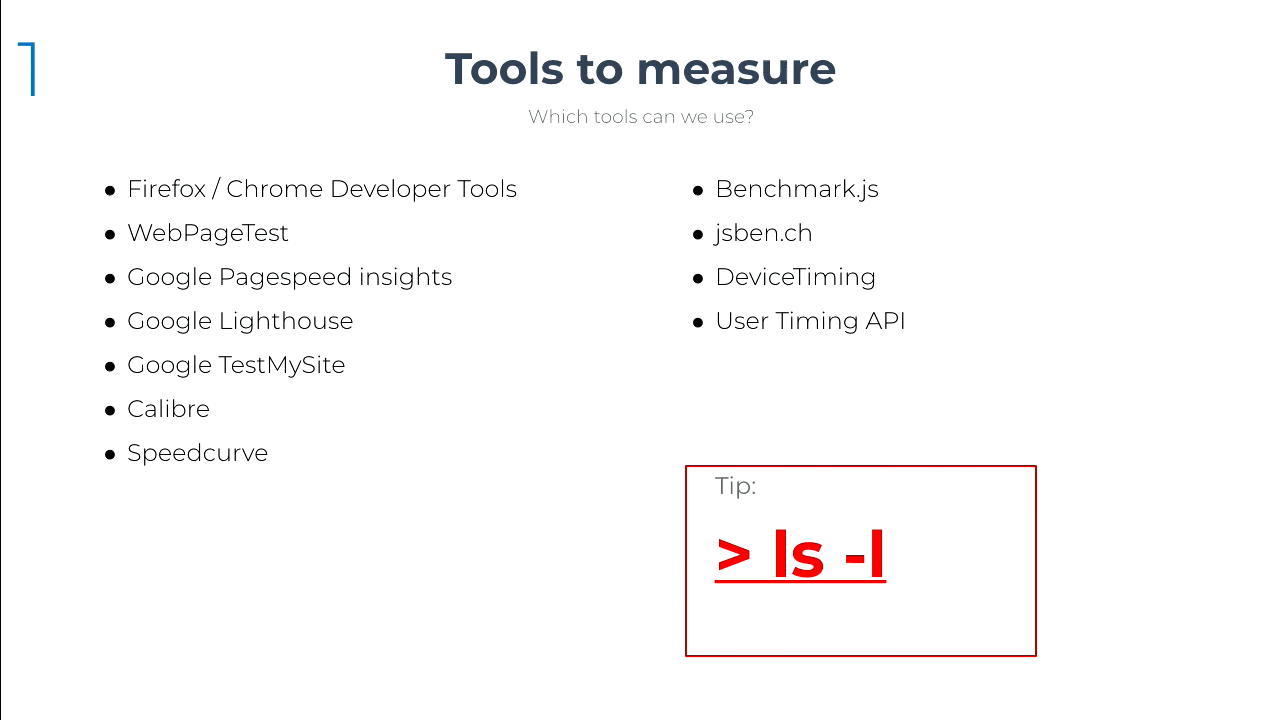 1
Tools to measure
Which tools can we use?
● Firefox / Chrome Developer Tools
● WebPageTest
● Google Pagespeed insights
● Google Lighthouse
● Google TestMySite
● Calibre
● Speedcurve
● Benchmark.js
● jsben.ch
● DeviceTiming
● User Timing API
Tip:
> ls -l